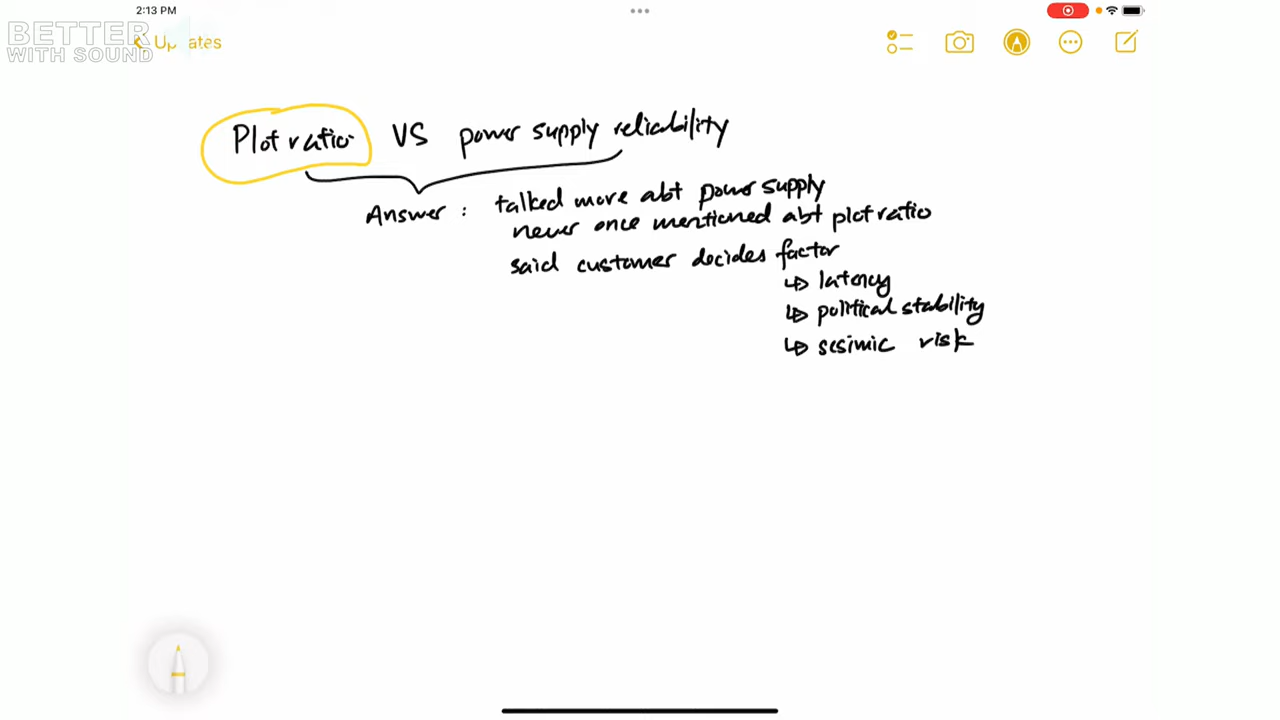 2:13 PM
BETTER
WITH SOUND
Updates
Plot ratio VS power supply reliability
Answer : talked more abt power supply
never once mentioned abt plot ratio
said customer decides factor
↳ latency
↳ political stability
↳ sesimic risk